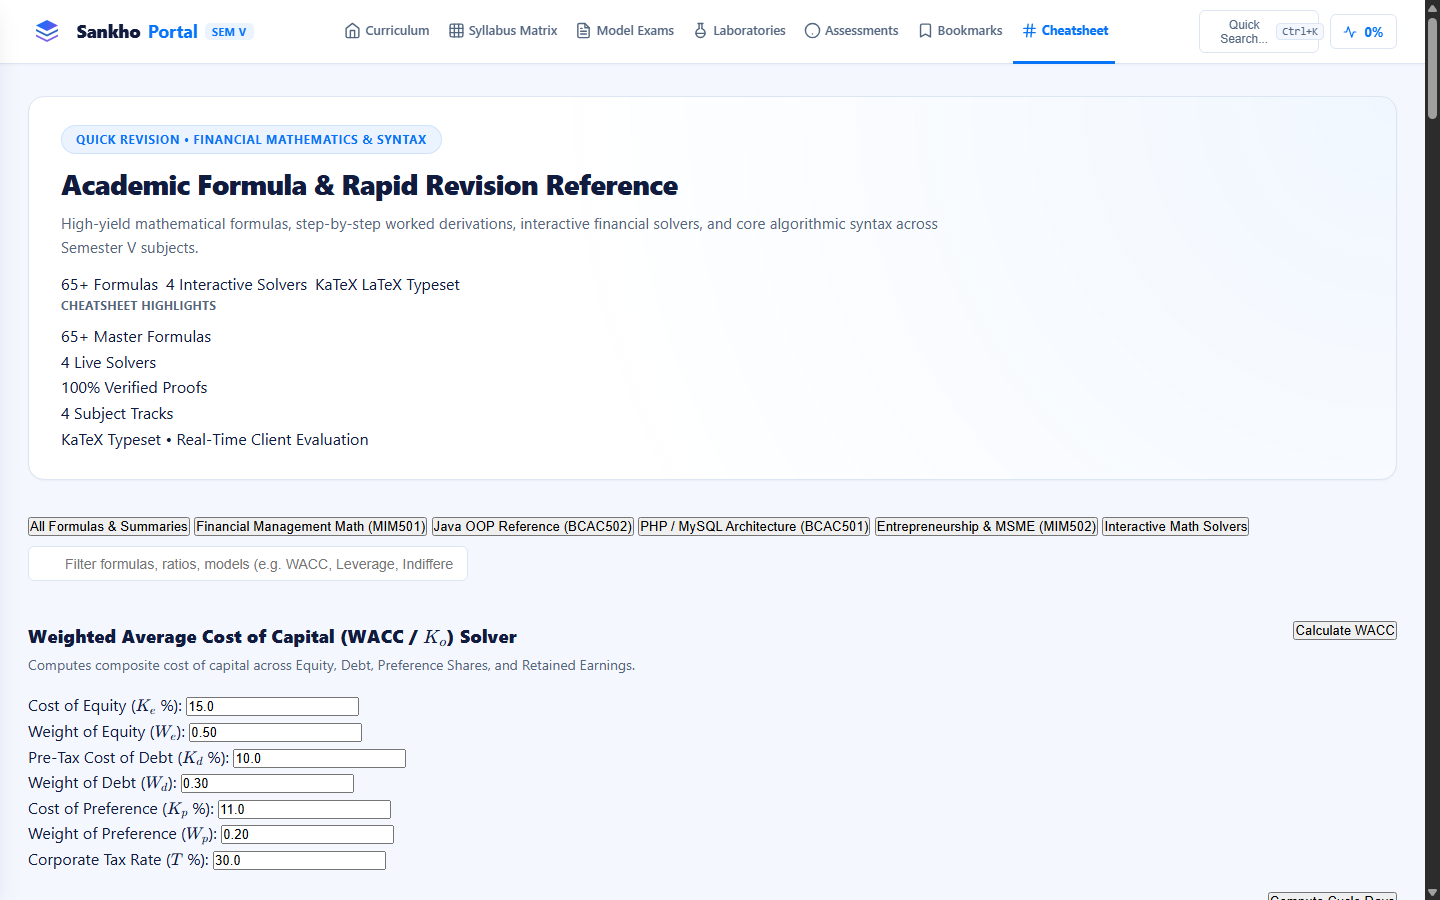 Sankho Portal SEM V
Curriculum
Syllabus Matrix
Model Exams
Laboratories
Assessments
Bookmarks
Cheatsheet
Quick Search... Ctrl+K
0%
QUICK REVISION • FINANCIAL MATHEMATICS & SYNTAX
Academic Formula & Rapid Revision Reference
High-yield mathematical formulas, step-by-step worked derivations, interactive financial solvers, and core algorithmic syntax across
Semester V subjects.
65+ Formulas 4 Interactive Solvers KaTeX LaTeX Typeset
CHEATSHEET HIGHLIGHTS
65+ Master Formulas
4 Live Solvers
100% Verified Proofs
4 Subject Tracks
KaTeX Typeset • Real-Time Client Evaluation
All Formulas & Summaries
Financial Management Math (MIM501)
Java OOP Reference (BCAC502)
PHP / MySQL Architecture (BCAC501)
Entrepreneurship & MSME (MIM502)
Interactive Math Solvers
Filter formulas, ratios, models (e.g. WACC, Leverage, Indiffere
Weighted Average Cost of Capital (WACC / K_o) Solver
Calculate WACC
Computes composite cost of capital across Equity, Debt, Preference Shares, and Retained Earnings.
Cost of Equity (K_e %): 15.0
Weight of Equity (W_e): 0.50
Pre-Tax Cost of Debt (K_d %): 10.0
Weight of Debt (W_d): 0.30
Cost of Preference (K_p %): 11.0
Weight of Preference (W_p): 0.20
Corporate Tax Rate (T %): 30.0
Compute Cycle Days